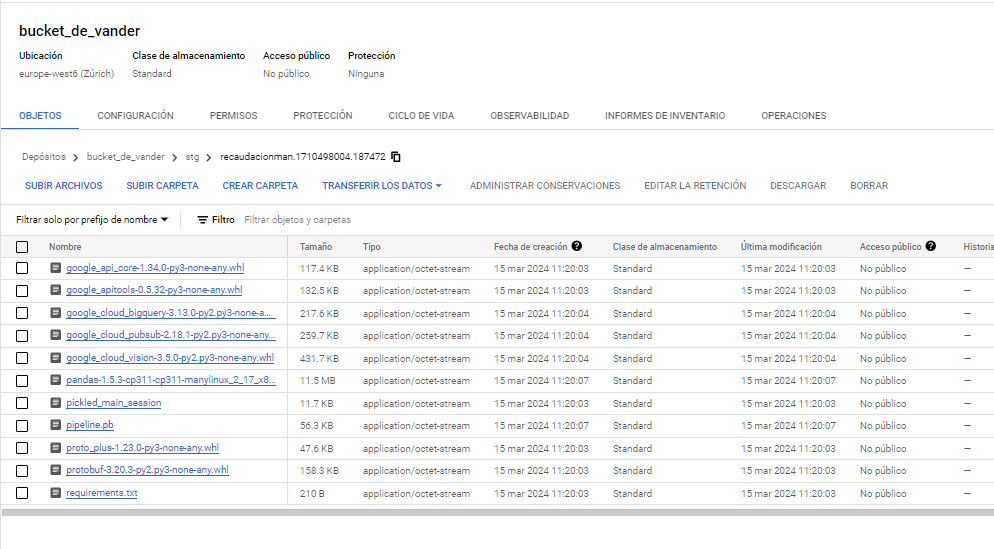 bucket_de_vander
Ubicación Clase de almacenamiento Acceso público Protección
europe-west6 (Zúrich) Standard No público Ninguna
OBJETOS CONFIGURACIÓN PERMISOS PROTECCIÓN CICLO DE VIDA OBSERVABILIDAD INFORMES DE INVENTARIO OPERACIONES
Depósitos > bucket_de_vander > stg > recaudacionman.1710498004.187472
SUBIR ARCHIVOS SUBIR CARPETA CREAR CARPETA TRANSFERIR LOS DATOS ADMINISTRAR CONSERVACIONES EDITAR LA RETENCIÓN DESCARGAR BORRAR
Filtrar solo por prefijo de nombre Filtro Filtrar objetos y carpetas
Nombre Tamaño Tipo Fecha de creación ? Clase de almacenamiento Última modificación Acceso público ? Historia
google_api_core-1.34.0-py3-none-any.whl 117.4 KB application/octet-stream 15 mar 2024 11:20:03 Standard 15 mar 2024 11:20:03 No público —
google_apitools-0.5.32-py3-none-any.whl 132.5 KB application/octet-stream 15 mar 2024 11:20:03 Standard 15 mar 2024 11:20:03 No público —
google_cloud_bigquery-3.13.0-py2.py3-none-a... 217.6 KB application/octet-stream 15 mar 2024 11:20:04 Standard 15 mar 2024 11:20:04 No público —
google_cloud_pubsub-2.18.1-py2.py3-none-any... 259.7 KB application/octet-stream 15 mar 2024 11:20:04 Standard 15 mar 2024 11:20:04 No público —
google_cloud_vision-3.5.0-py2.py3-none-any.whl 431.7 KB application/octet-stream 15 mar 2024 11:20:04 Standard 15 mar 2024 11:20:04 No público —
pandas-1.5.3-cp311-cp311-manylinux_2_17_x8... 11.5 MB application/octet-stream 15 mar 2024 11:20:07 Standard 15 mar 2024 11:20:07 No público —
pickled_main_session 11.7 KB application/octet-stream 15 mar 2024 11:20:03 Standard 15 mar 2024 11:20:03 No público —
pipeline.pb 56.3 KB application/octet-stream 15 mar 2024 11:20:07 Standard 15 mar 2024 11:20:07 No público —
proto_plus-1.23.0-py3-none-any.whl 47.6 KB application/octet-stream 15 mar 2024 11:20:03 Standard 15 mar 2024 11:20:03 No público —
protobuf-3.20.3-py2.py3-none-any.whl 158.3 KB application/octet-stream 15 mar 2024 11:20:03 Standard 15 mar 2024 11:20:03 No público —
requirements.txt 210 B application/octet-stream 15 mar 2024 11:20:03 Standard 15 mar 2024 11:20:03 No público —